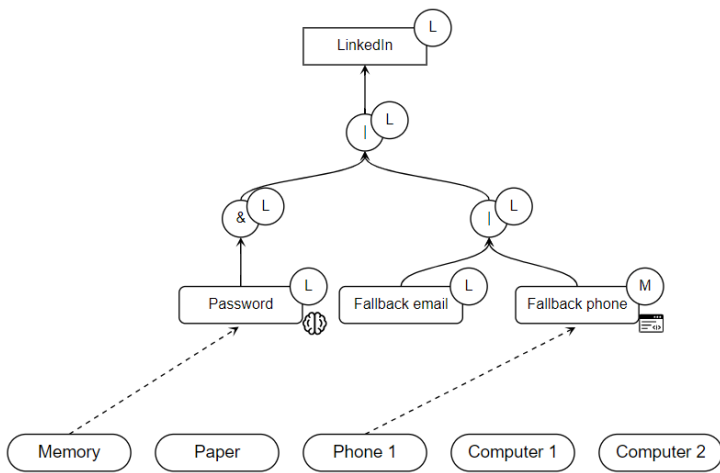 L
LinkedIn
L
|
L
&
L
|
L
Password
L
Fallback email
M
Fallback phone
Memory
Paper
Phone 1
Computer 1
Computer 2